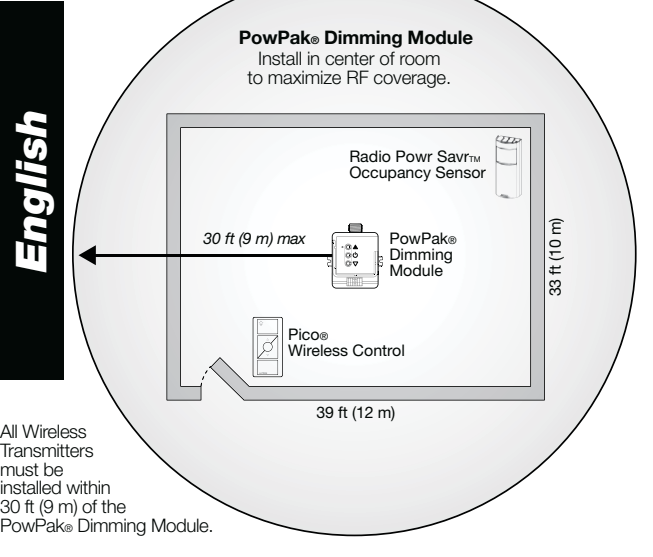 English
PowPak® Dimming Module
Install in center of room
to maximize RF coverage.
Radio Powr Savr™
Occupancy Sensor
30 ft (9 m) max
PowPak®
Dimming
Module
33 ft (10 m)
Pico®
Wireless Control
39 ft (12 m)
All Wireless
Transmitters
must be
installed within
30 ft (9 m) of the
PowPak® Dimming Module.